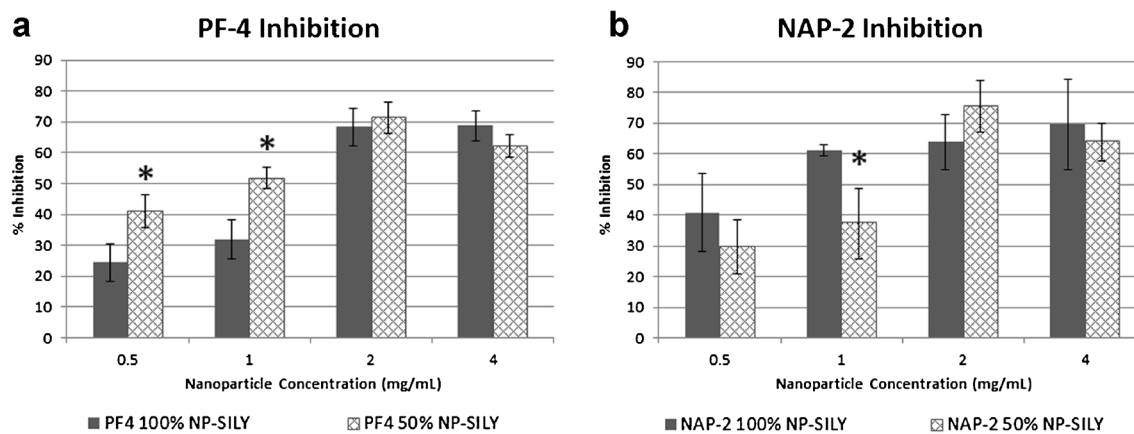 a
PF-4 Inhibition
90
80
70
60
50
40
30
20
10
0
% Inhibition
*
*
0.5 1 2 4
Nanoparticle Concentration (mg/mL)
PF4 100% NP-SILY PF4 50% NP-SILY
b
NAP-2 Inhibition
90
80
70
60
50
40
30
20
10
0
% Inhibition
*
0.5 1 2 4
Nanoparticle Concentration (mg/mL)
NAP-2 100% NP-SILY NAP-2 50% NP-SILY